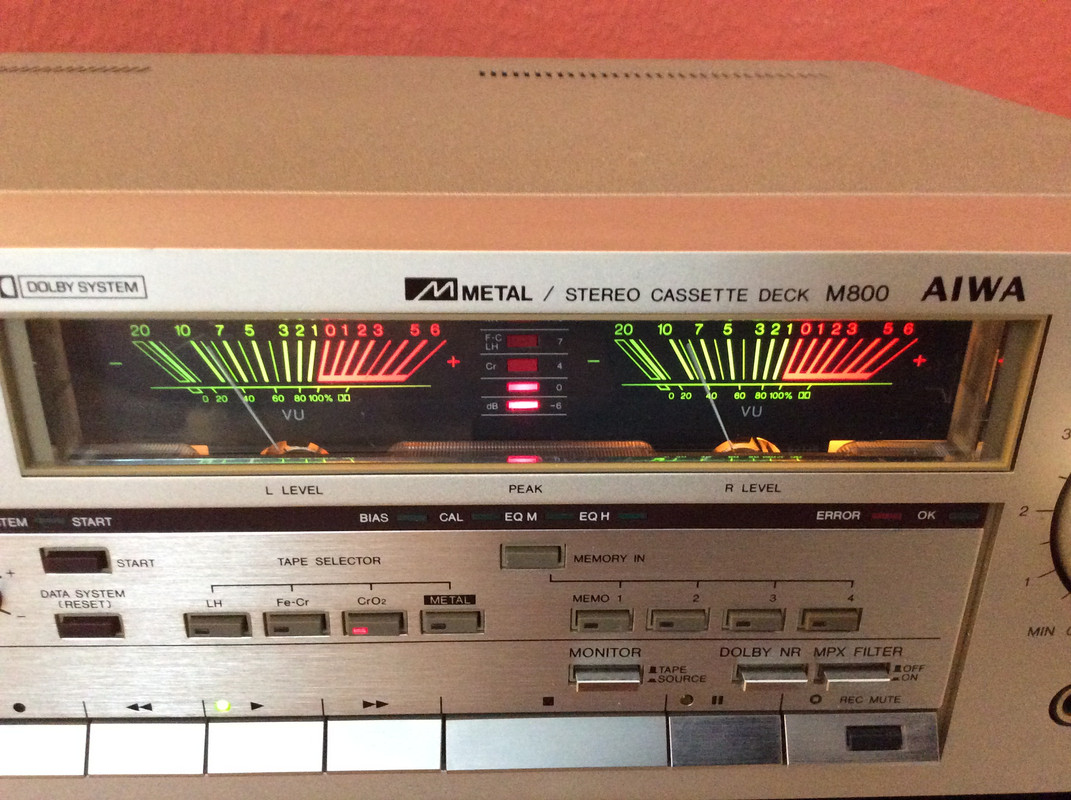 DOLBY SYSTEM
METAL / STEREO CASSETTE DECK M800 AIWA
20 10 7 5 3 2 1 0 1 2 3 5 6
- +
0 20 40 60 80 100%
VU
F-C
LH 7
Cr 4
0
dB -6
20 10 7 5 3 2 1 0 1 2 3 5 6
- +
0 20 40 60 80 100%
VU
L LEVEL PEAK R LEVEL
TEM START BIAS CAL EQ M EQ H ERROR OK
START
DATA SYSTEM
(RESET)
TAPE SELECTOR
LH Fe-Cr CrO2 METAL
MEMORY IN
MEMO 1 2 3 4
MONITOR
TAPE
SOURCE
DOLBY NR MPX FILTER
OFF
ON
REC MUTE
3
2
1
MIN